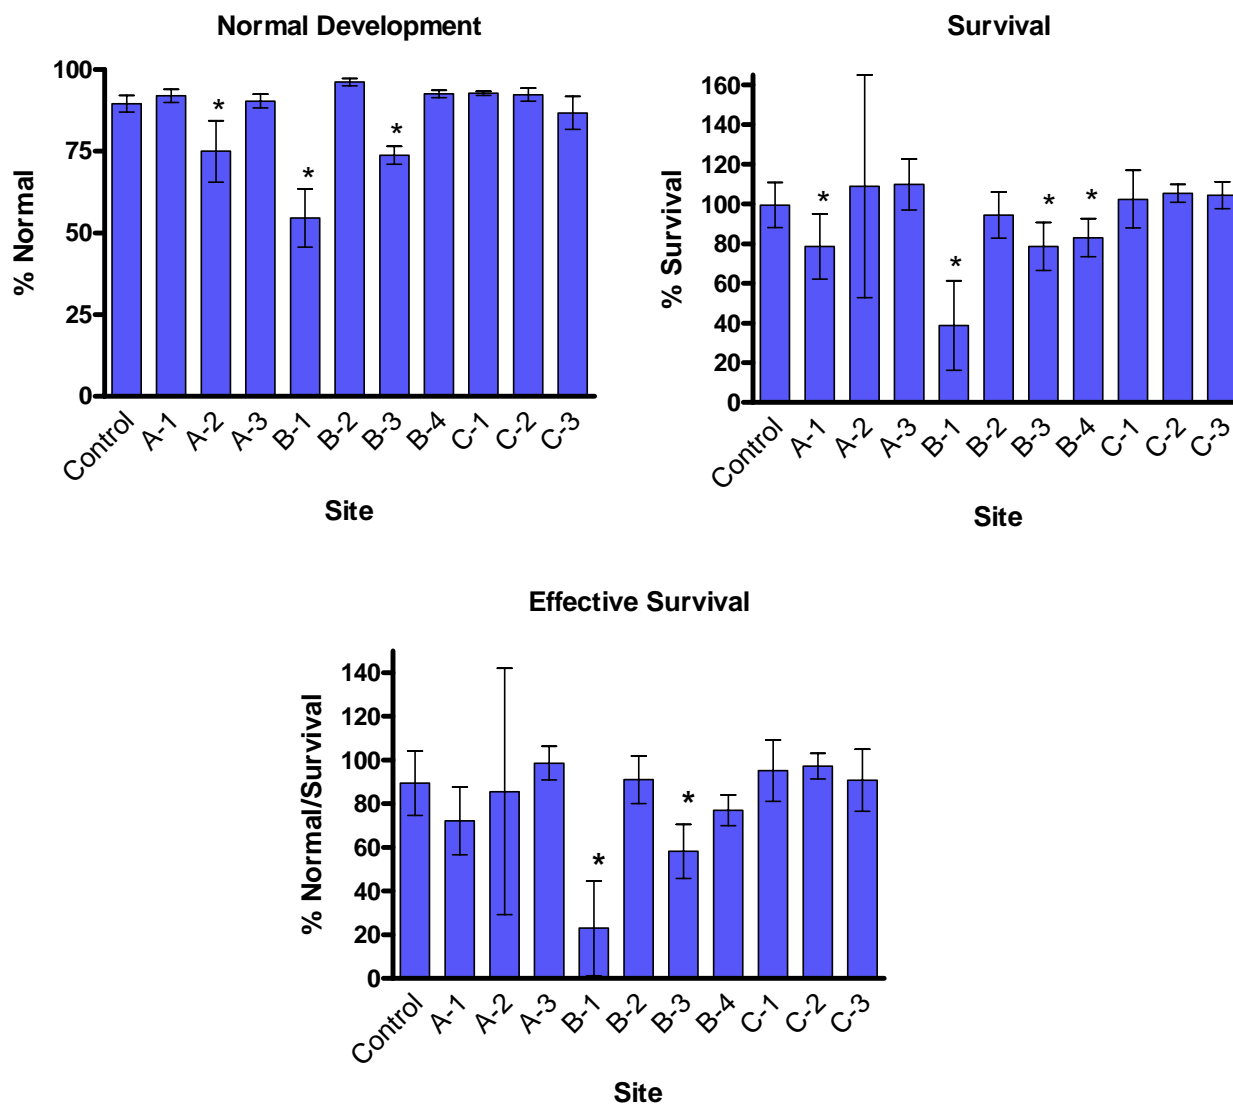 Normal Development
% Normal
100
75
50
25
0
*
*
*
Control A-1 A-2 A-3 B-1 B-2 B-3 B-4 C-1 C-2 C-3
Site
Survival
% Survival
160
140
120
100
80
60
40
20
0
*
*
*
*
Control A-1 A-2 A-3 B-1 B-2 B-3 B-4 C-1 C-2 C-3
Site
Effective Survival
% Normal/Survival
140
120
100
80
60
40
20
0
*
*
Control A-1 A-2 A-3 B-1 B-2 B-3 B-4 C-1 C-2 C-3
Site